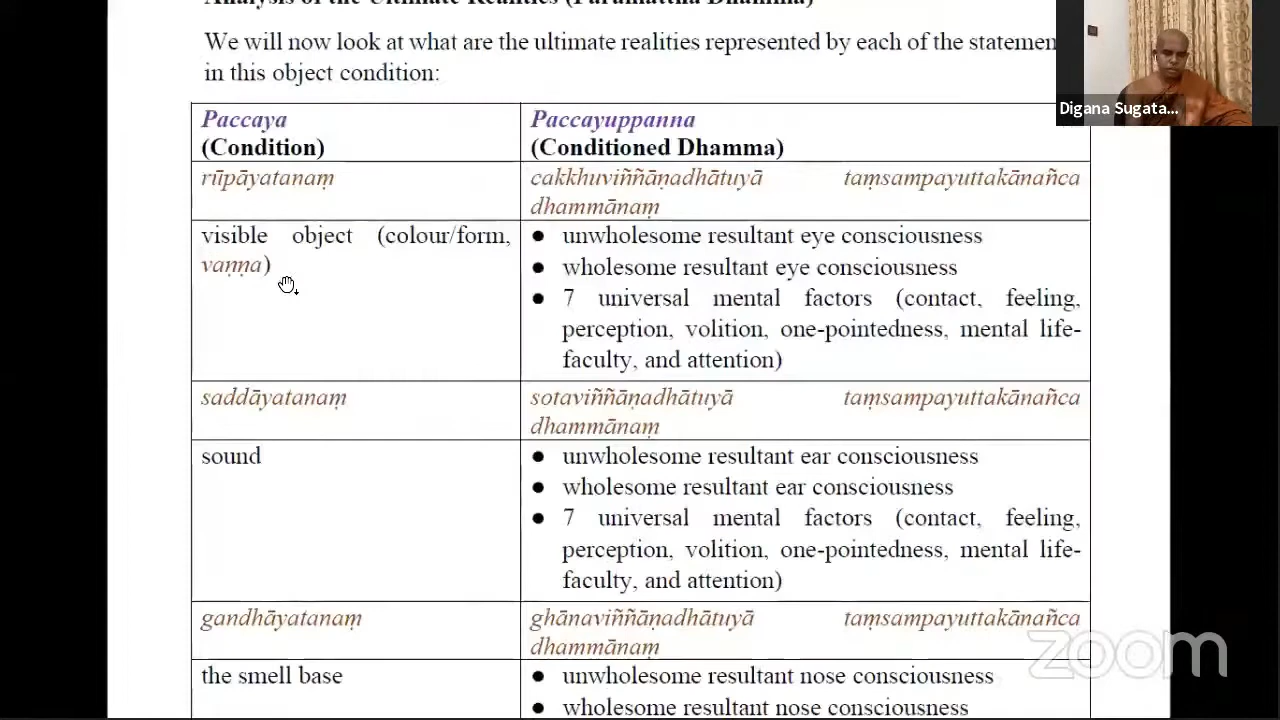 Analysis of the Ultimate Realities (Paramattha Dhamma)
We will now look at what are the ultimate realities represented by each of the statemen
in this object condition:
Digana Sugata...
Paccaya
(Condition)
Paccayuppanna
(Conditioned Dhamma)
rūpāyatanaṃ
cakkhuviññāṇadhātuyā taṃsampayuttakānañca
dhammānaṃ
visible object (colour/form,
vaṇṇa)
● unwholesome resultant eye consciousness
● wholesome resultant eye consciousness
● 7 universal mental factors (contact, feeling,
perception, volition, one-pointedness, mental life-
faculty, and attention)
saddāyatanaṃ
sotaviññāṇadhātuyā taṃsampayuttakānañca
dhammānaṃ
sound
● unwholesome resultant ear consciousness
● wholesome resultant ear consciousness
● 7 universal mental factors (contact, feeling,
perception, volition, one-pointedness, mental life-
faculty, and attention)
gandhāyatanaṃ
ghānaviññāṇadhātuyā taṃsampayuttakānañca
dhammānaṃ
the smell base
● unwholesome resultant nose consciousness
● wholesome resultant nose consciousness
zoom